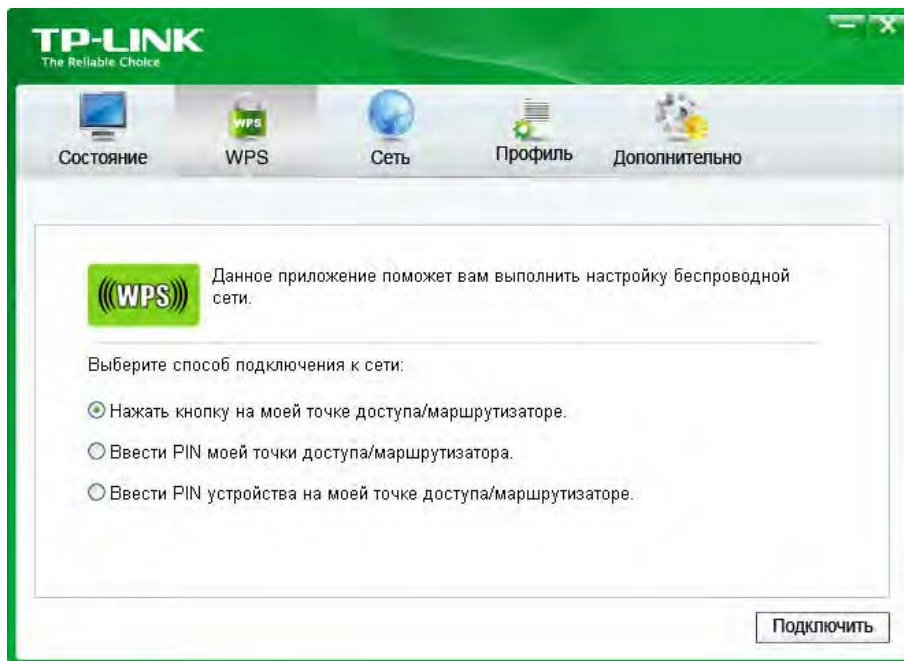 TP-LINK
The Reliable Choice
Состояние
WPS
WPS
Сеть
Профиль
Дополнительно
WPS
Данное приложение поможет вам выполнить настройку беспроводной
сети.
Выберите способ подключения к сети:
Нажать кнопку на моей точке доступа/маршрутизаторе.
Ввести PIN моей точки доступа/маршрутизатора.
Ввести PIN устройства на моей точке доступа/маршрутизаторе.
Подключить